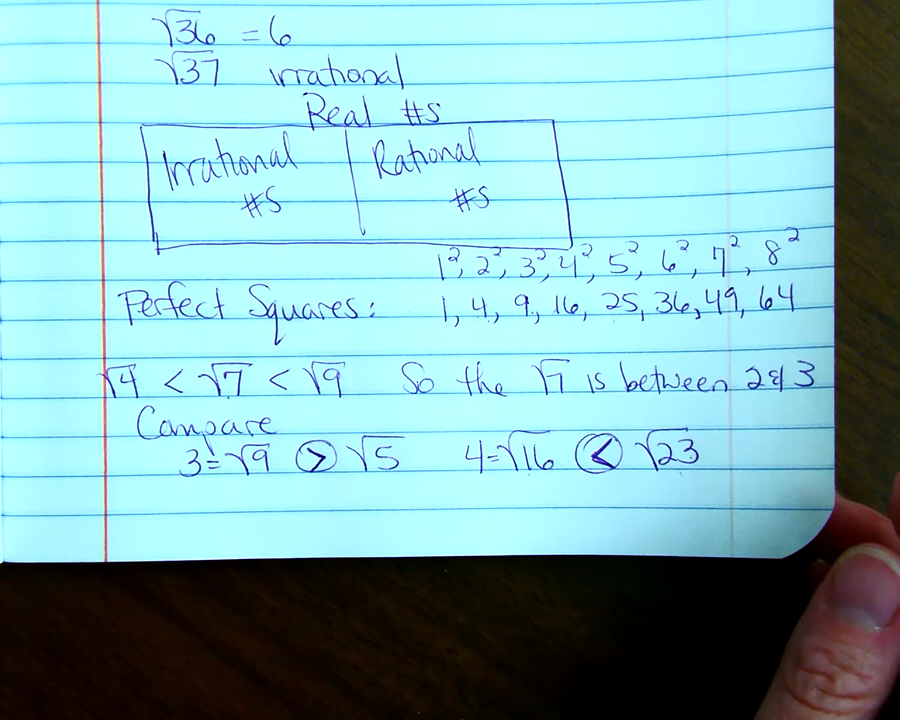 √36 = 6
√37 irrational
Real #s
Irrational Rational
#s #s
1², 2², 3², 4², 5², 6², 7², 8²
Perfect Squares: 1, 4, 9, 16, 25, 36, 49, 64
√4 < √7 < √9 So the √7 is between 2 & 3
Compare
3=√9 > √5 4=√16 < √23